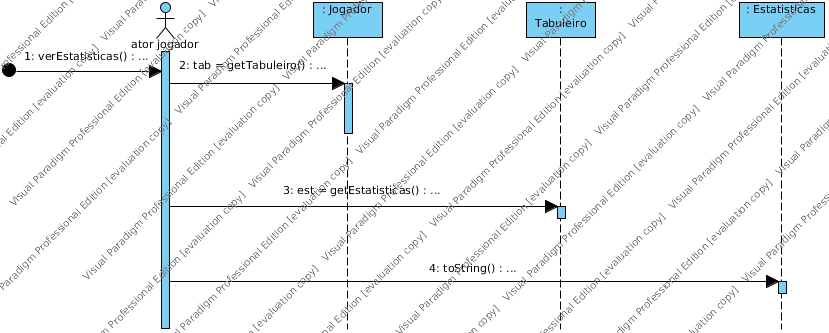 : Jogador
:
Tabuleiro
: Estatisticas
ator jogador
1: verEstatisticas() : ...
2: tab = getTabuleiro() : ...
3: est = getEstatisticas() : ...
4: toString() : ...
Visual Paradigm Professional Edition [evaluation copy]